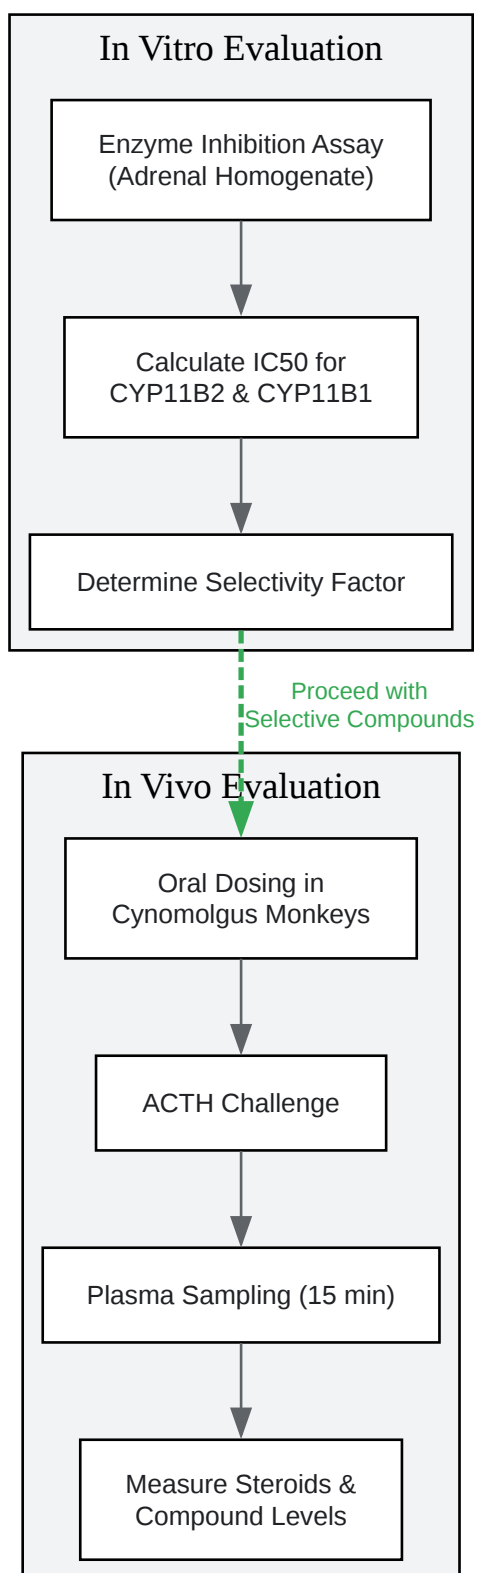 In Vitro Evaluation
Enzyme Inhibition Assay
(Adrenal Homogenate)
Calculate IC50 for
CYP11B2 & CYP11B1
Determine Selectivity Factor
Proceed with
Selective Compounds
In Vivo Evaluation
Oral Dosing in
Cynomolgus Monkeys
ACTH Challenge
Plasma Sampling (15 min)
Measure Steroids &
Compound Levels